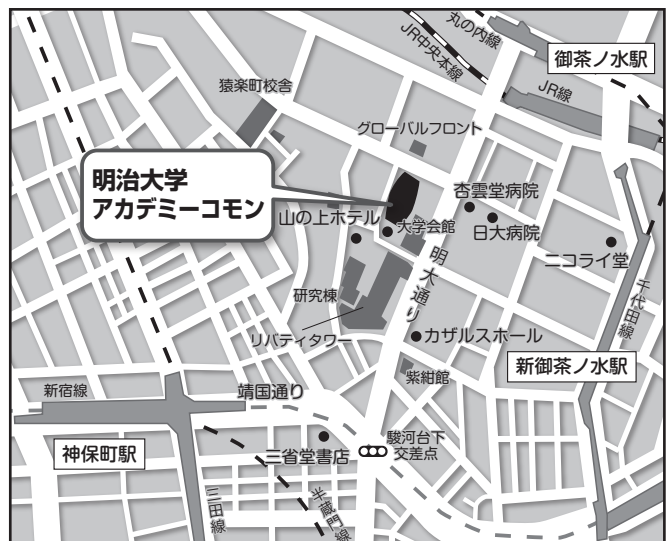 丸の内線
JR中央本線
御茶ノ水駅
JR線
猿楽町校舎
グローバルフロント
明治大学
アカデミーコモン
杏雲堂病院
山の上ホテル
大学会館
日大病院
ニコライ堂
明大通り
千代田線
研究棟
リバティタワー
カザルスホール
新御茶ノ水駅
紫紺館
新宿線
靖国通り
神保町駅
三省堂書店
駿河台下
交差点
三田線
半蔵門線